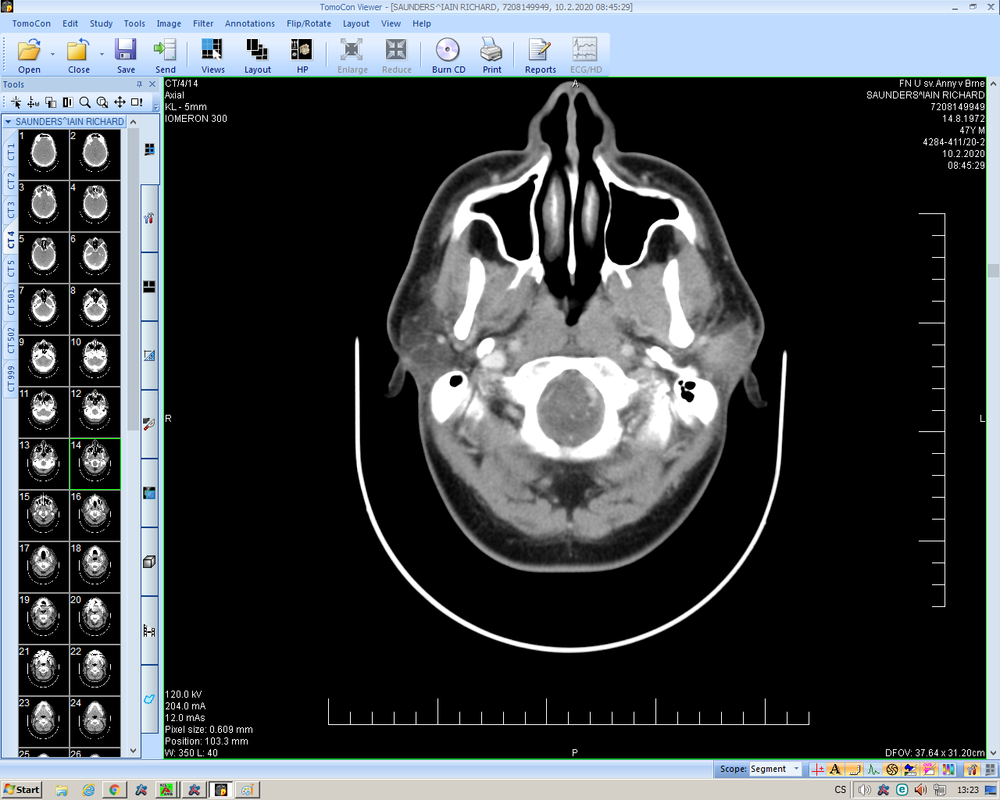 TomoCon Viewer - [SAUNDERS^IAIN RICHARD, 7208149949, 10.2.2020 08:45:29]
TomoCon Edit Study Tools Image Filter Annotations Flip/Rotate Layout View Help
Open Close Save Send Views Layout HP Enlarge Reduce Burn CD Print Reports ECG/HD
Tools
SAUNDERS^IAIN RICHARD
CT 1
CT 2
CT 3
CT 4
CT 5
CT 501
CT 502
CT 999
1 2
3 4
5 6
7 8
9 10
11 12
13 14
15 16
17 18
19 20
21 22
23 24
25 26
CT/4/14
Axial
KL - 5mm
IOMERON 300
A
FN U sv. Anny v Brne
SAUNDERS^IAIN RICHARD
7208149949
14.8.1972
47Y M
4284-411/20-2
10.2.2020
08:45:29
R
L
120.0 kV
204.0 mA
12.0 mAs
Pixel size: 0.609 mm
Position: 103.3 mm
W: 350 L: 40
P
DFOV: 37.64 x 31.20cm
Scope: Segment
Start
CS
13:23